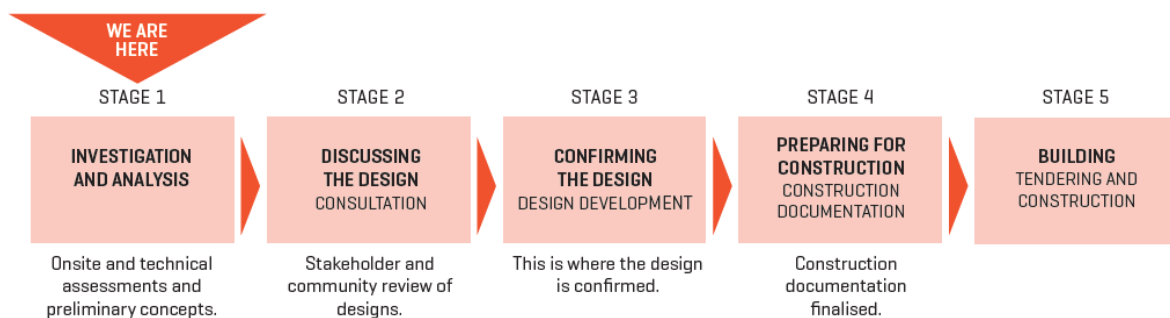 WE ARE
HERE
STAGE 1
INVESTIGATION
AND ANALYSIS
Onsite and technical
assessments and
preliminary concepts.
STAGE 2
DISCUSSING
THE DESIGN
CONSULTATION
Stakeholder and
community review of
designs.
STAGE 3
CONFIRMING
THE DESIGN
DESIGN DEVELOPMENT
This is where the design
is confirmed.
STAGE 4
PREPARING FOR
CONSTRUCTION
CONSTRUCTION
DOCUMENTATION
Construction
documentation
finalised.
STAGE 5
BUILDING
TENDERING AND
CONSTRUCTION